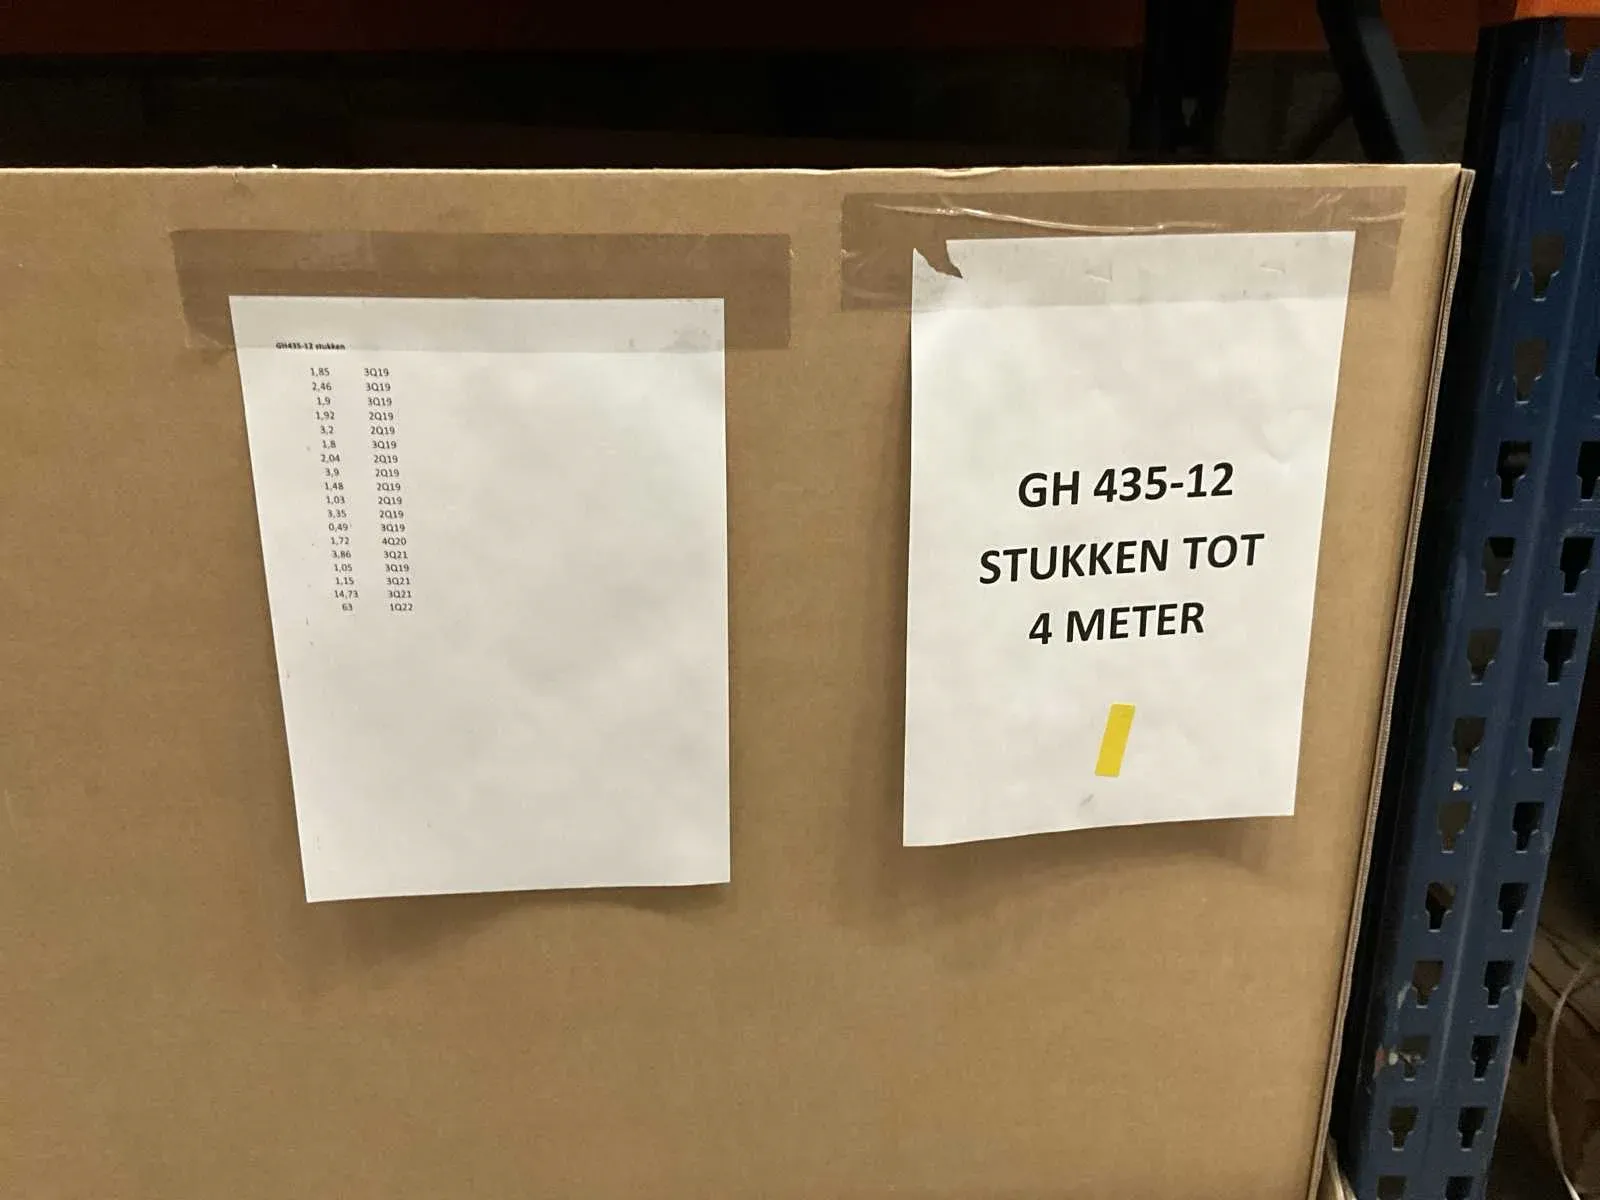 GH435-12 stukken
1,85 3Q19
2,46 3Q19
1,9 3Q19
1,92 2Q19
3,2 2Q19
1,8 3Q19
2,04 2Q19
3,9 2Q19
1,48 2Q19
1,03 2Q19
3,35 2Q19
0,49 3Q19
1,72 4Q20
3,86 3Q21
1,05 3Q19
1,15 3Q21
14,73 3Q21
63 1Q22
GH 435-12
STUKKEN TOT
4 METER